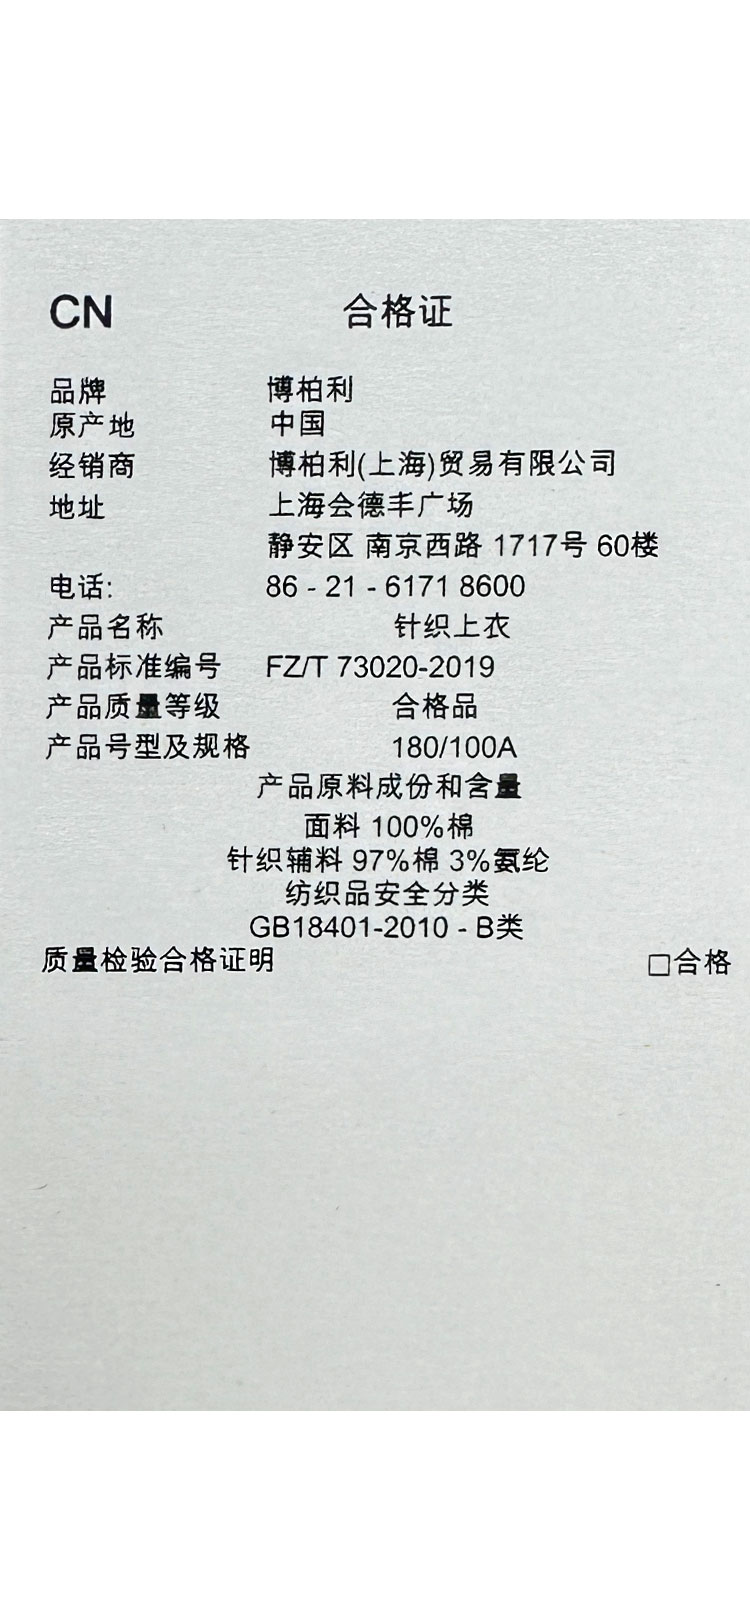 CN 合格证
品牌 博柏利
原产地 中国
经销商 博柏利(上海)贸易有限公司
地址 上海会德丰广场
静安区 南京西路 1717号 60楼
电话: 86 - 21 - 6171 8600
产品名称 针织上衣
产品标准编号 FZ/T 73020-2019
产品质量等级 合格品
产品号型及规格 180/100A
产品原料成份和含量
面料 100%棉
针织辅料 97%棉 3%氨纶
纺织品安全分类
GB18401-2010 - B类
质量检验合格证明 □合格